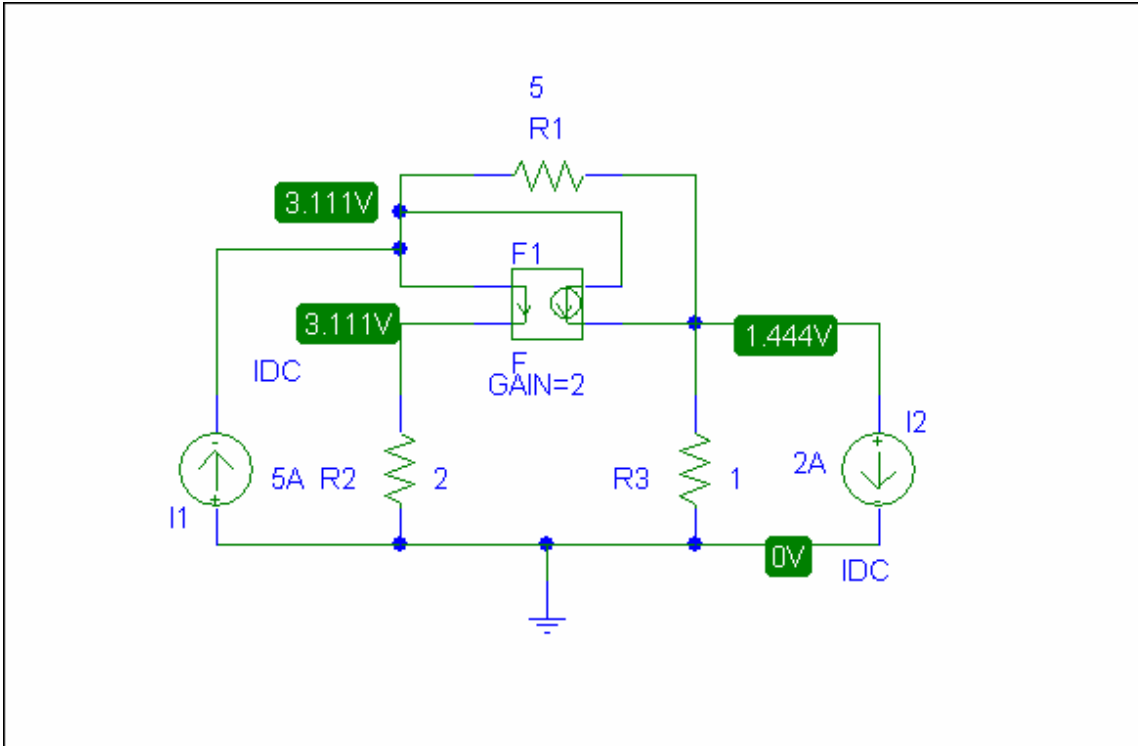 5
R1
3.111V
F1
3.111V
1.444V
F
GAIN=2
IDC
I2
5A
R2
2
R3
1
2A
I1
-
+
+
-
0V
IDC